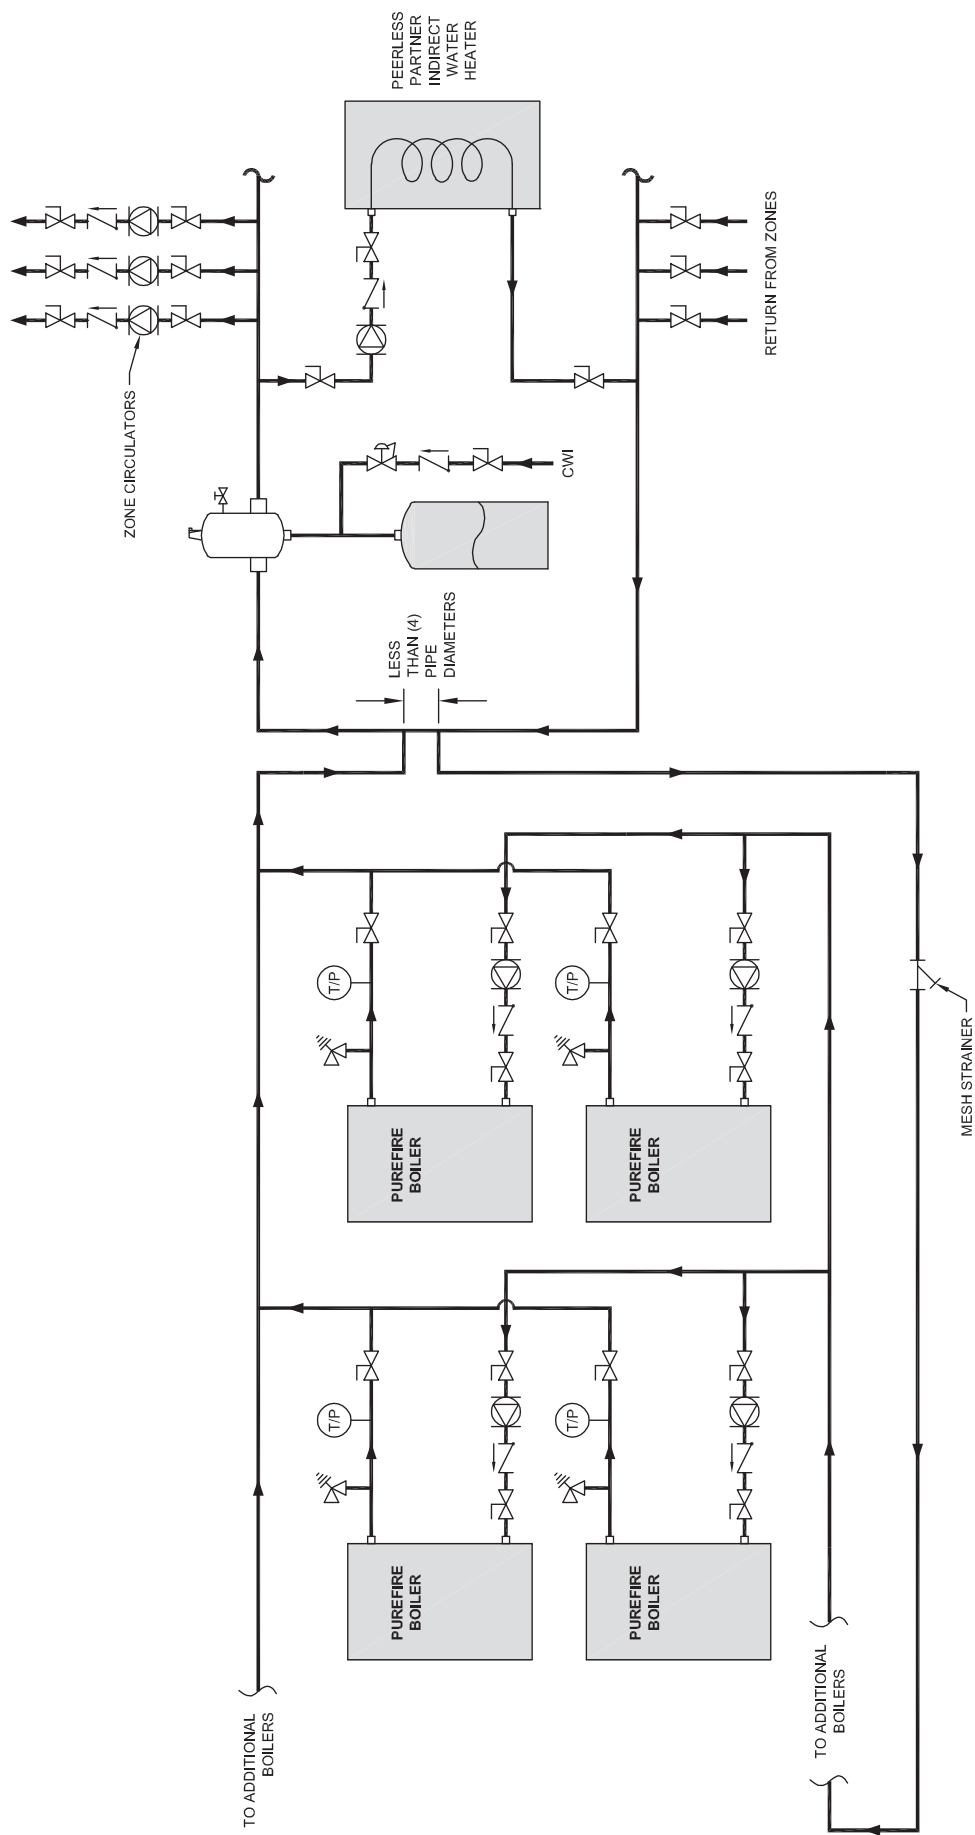 PEERLESS
PARTNER
INDIRECT
WATER
HEATER
ZONE CIRCULATORS
RETURN FROM ZONES
CWI
LESS
THAN (4)
PIPE
DIAMETERS
T/P
T/P
PUREFIRE
BOILER
PUREFIRE
BOILER
MESH STRAINER
T/P
T/P
PUREFIRE
BOILER
PUREFIRE
BOILER
TO ADDITIONAL
BOILERS
TO ADDITIONAL
BOILERS